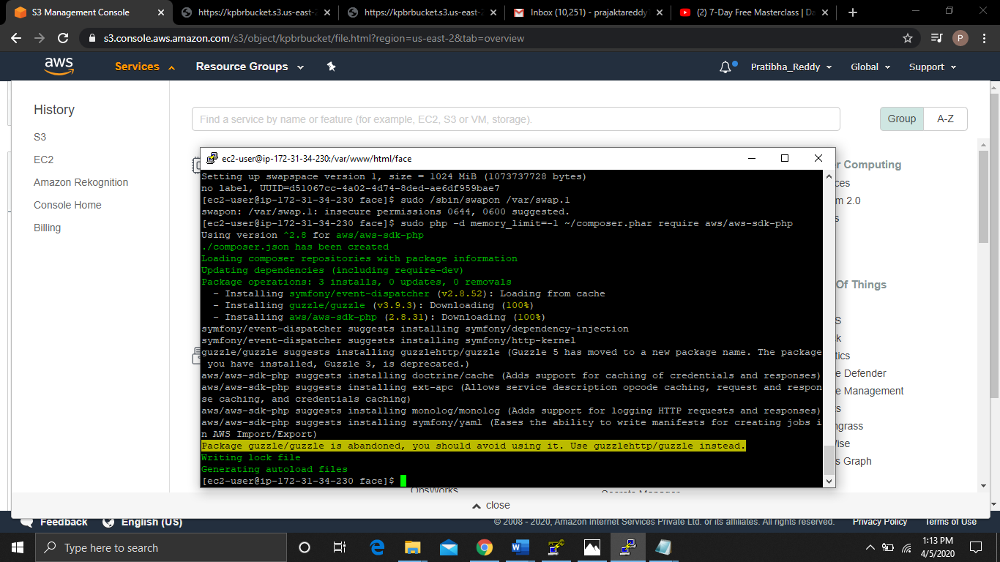 S3 Management Console
https://kpbrbucket.s3.us-east-2
https://kpbrbucket.s3.us-east-2
Inbox (10,251) - prajaktareddy
(2) 7-Day Free Masterclass | Da
s3.console.aws.amazon.com/s3/object/kpbrbucket/file.html?region=us-east-2&tab=overview
P
aws
Services
Resource Groups
Pratibha_Reddy
Global
Support
History
S3
EC2
Amazon Rekognition
Console Home
Billing
Find a service by name or feature (for example, EC2, S3 or VM, storage).
Group
A-Z
ec2-user@ip-172-31-34-230:/var/www/html/face
Setting up swapspace version 1, size = 1024 MiB (1073737728 bytes)
no label, UUID=d51067cc-4a02-4d74-8ded-ae6df959bae7
[ec2-user@ip-172-31-34-230 face]$ sudo /sbin/swapon /var/swap.1
swapon: /var/swap.1: insecure permissions 0644, 0600 suggested.
[ec2-user@ip-172-31-34-230 face]$ sudo php -d memory_limit=-1 ~/composer.phar require aws/aws-sdk-php
Using version ^2.8 for aws/aws-sdk-php
./composer.json has been created
Loading composer repositories with package information
Updating dependencies (including require-dev)
Package operations: 3 installs, 0 updates, 0 removals
- Installing symfony/event-dispatcher (v2.8.52): Loading from cache
- Installing guzzle/guzzle (v3.9.3): Downloading (100%)
- Installing aws/aws-sdk-php (2.8.31): Downloading (100%)
symfony/event-dispatcher suggests installing symfony/dependency-injection
symfony/event-dispatcher suggests installing symfony/http-kernel
guzzle/guzzle suggests installing guzzlehttp/guzzle (Guzzle 5 has moved to a new package name. The package
you have installed, Guzzle 3, is deprecated.)
aws/aws-sdk-php suggests installing doctrine/cache (Adds support for caching of credentials and responses)
aws/aws-sdk-php suggests installing ext-apc (Allows service description opcode caching, request and respon
se caching, and credentials caching)
aws/aws-sdk-php suggests installing monolog/monolog (Adds support for logging HTTP requests and responses)
aws/aws-sdk-php suggests installing symfony/yaml (Eases the ability to write manifests for creating jobs i
n AWS Import/Export)
Package guzzle/guzzle is abandoned, you should avoid using it. Use guzzlehttp/guzzle instead.
Writing lock file
Generating autoload files
[ec2-user@ip-172-31-34-230 face]$
r Computing
ces
m 2.0
s
Of Things
S
k
tics
e Defender
e Management
s
ngrass
Vise
s Graph
OpsWorks
Secrets Manager
close
Feedback
English (US)
© 2008 - 2020, Amazon Internet Services Private Ltd. or its affiliates. All rights reserved.
Privacy Policy
Terms of Use
Type here to search
1:13 PM
4/5/2020